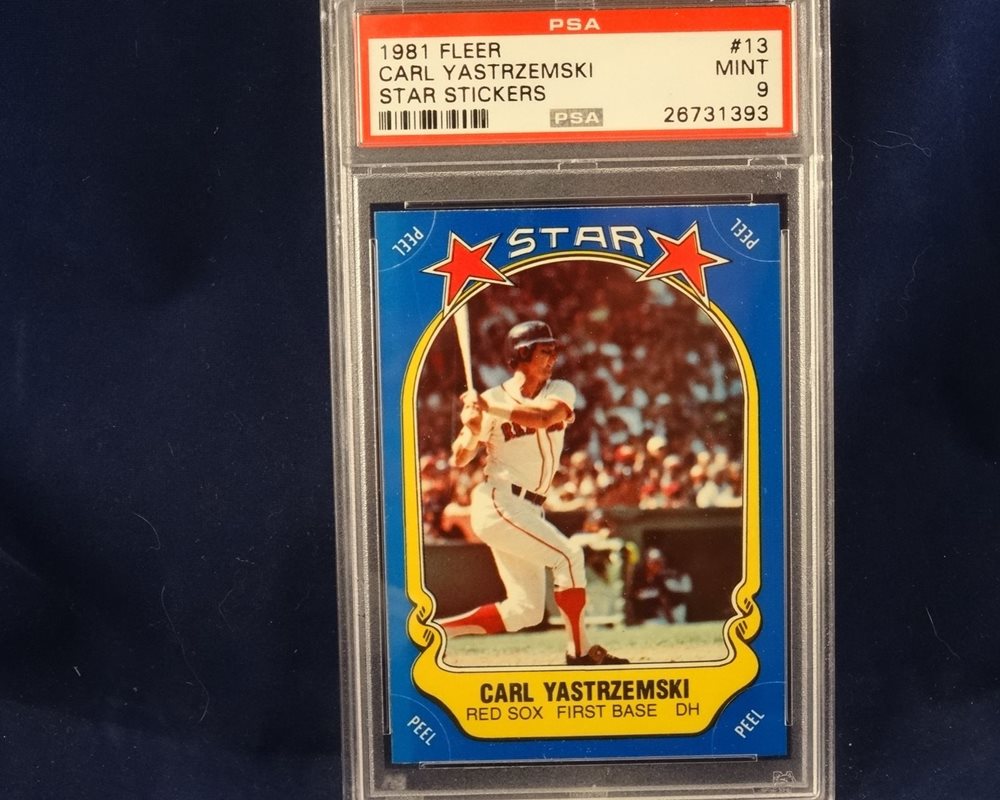 PSA
1981 FLEER #13
CARL YASTRZEMSKI MINT
STAR STICKERS 9
PSA 26731393
PEEL STAR PEEL
CARL YASTRZEMSKI
RED SOX FIRST BASE DH
PEEL PEEL